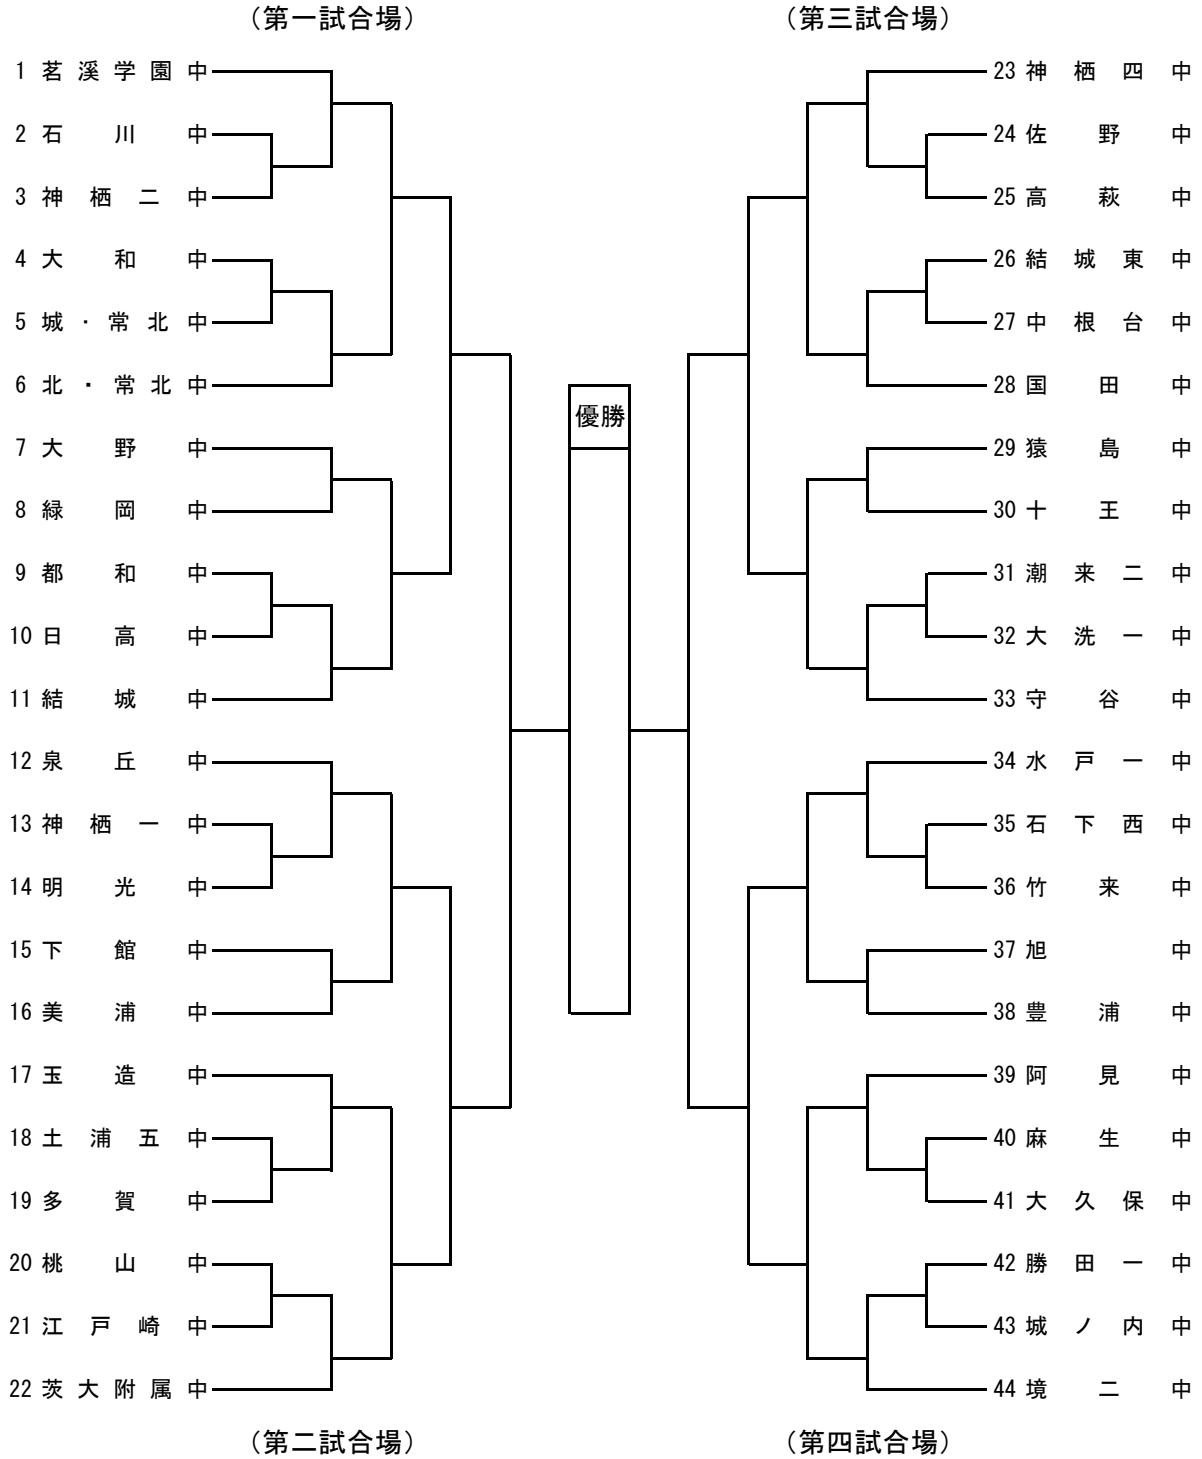 （第一試合場）
1 茗溪学園中
2 石川中
3 神栖二中
4 大和中
5 城・常北中
6 北・常北中
7 大野中
8 緑岡中
9 都和中
10 日高中
11 結城中
12 泉丘中
13 神栖一中
14 明光中
15 下館中
16 美浦中
17 玉造中
18 土浦五中
19 多賀中
20 桃山中
21 江戸崎中
22 茨大附属中
（第二試合場）
優勝
（第三試合場）
23 神栖四中
24 佐野中
25 高萩中
26 結城東中
27 中根台中
28 国田中
29 猿島中
30 十王中
31 潮来二中
32 大洗一中
33 守谷中
34 水戸一中
35 石下西中
36 竹来中
37 旭中
38 豊浦中
39 阿見中
40 麻生中
41 大久保中
42 勝田一中
43 城ノ内中
44 境二中
（第四試合場）